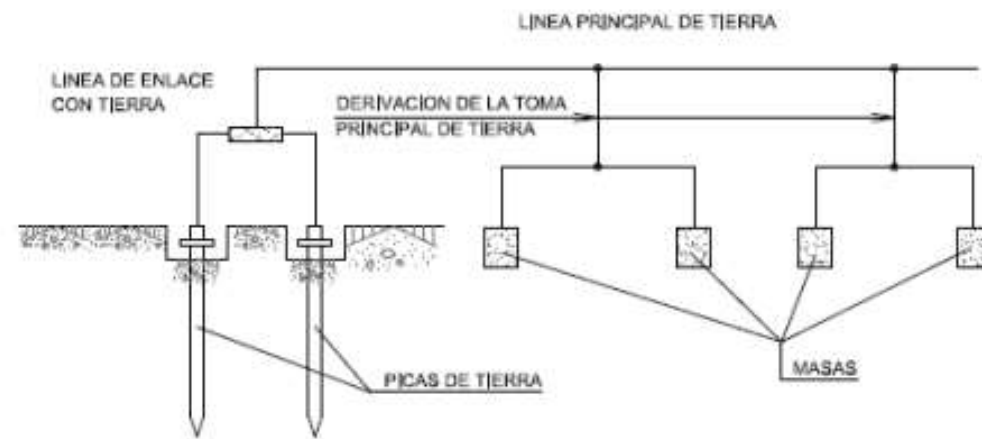 LINEA PRINCIPAL DE TIERRA
LINEA DE ENLACE
CON TIERRA
DERIVACION DE LA TOMA
PRINCIPAL DE TIERRA
PICAS DE TIERRA
MASAS